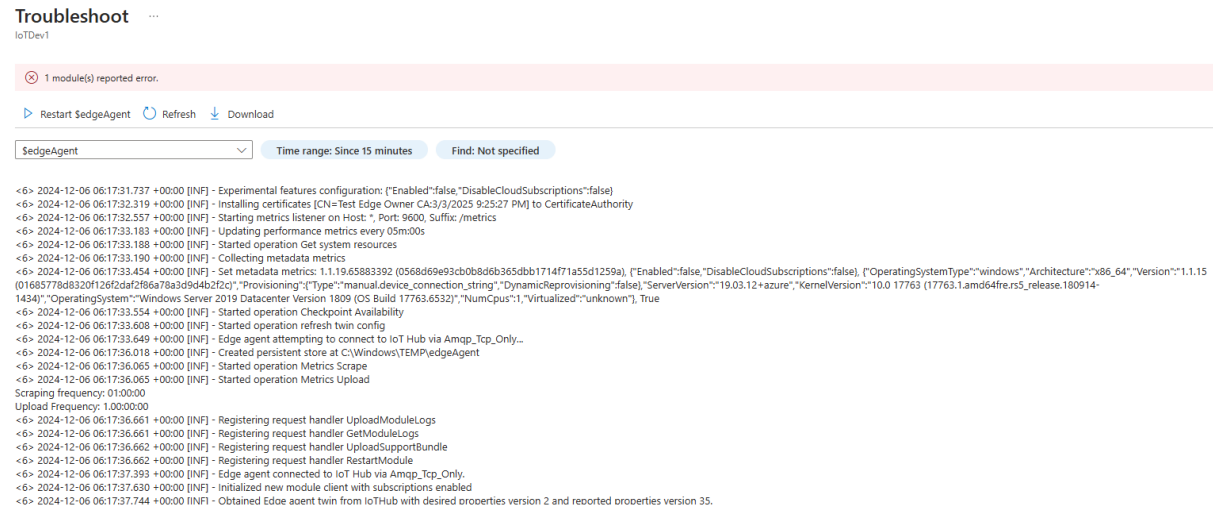 Troubleshoot ...
IoTDev1
1 module(s) reported error.
Restart $edgeAgent Refresh Download
$edgeAgent Time range: Since 15 minutes Find: Not specified
<6> 2024-12-06 06:17:31.737 +00:00 [INF] - Experimental features configuration: {"Enabled":false,"DisableCloudSubscriptions":false}
<6> 2024-12-06 06:17:32.319 +00:00 [INF] - Installing certificates [CN=Test Edge Owner CA:3/3/2025 9:25:27 PM] to CertificateAuthority
<6> 2024-12-06 06:17:32.557 +00:00 [INF] - Starting metrics listener on Host: *, Port: 9600, Suffix: /metrics
<6> 2024-12-06 06:17:33.183 +00:00 [INF] - Updating performance metrics every 05m:00s
<6> 2024-12-06 06:17:33.188 +00:00 [INF] - Started operation Get system resources
<6> 2024-12-06 06:17:33.190 +00:00 [INF] - Collecting metadata metrics
<6> 2024-12-06 06:17:33.454 +00:00 [INF] - Set metadata metrics: 1.1.19.65883392 (0568d69e93cb0b8d6b365dbb1714f71a55d1259a), {"Enabled":false,"DisableCloudSubscriptions":false}, {"OperatingSystemType":"windows","Architecture":"x86_64","Version":"1.1.15
(01685778d8320f126f2daf2f86a78a3d9d4b2f2c)","Provisioning":{"Type":"manual.device_connection_string","DynamicReprovisioning":false},"ServerVersion":"19.03.12+azure","KernelVersion":"10.0 17763 (17763.1.amd64fre.rs5_release.180914-
1434)","OperatingSystem":"Windows Server 2019 Datacenter Version 1809 (OS Build 17763.6532)","NumCpus":1,"Virtualized":"unknown"}, True
<6> 2024-12-06 06:17:33.554 +00:00 [INF] - Started operation Checkpoint Availability
<6> 2024-12-06 06:17:33.608 +00:00 [INF] - Started operation refresh twin config
<6> 2024-12-06 06:17:33.649 +00:00 [INF] - Edge agent attempting to connect to IoT Hub via Amqp_Tcp_Only...
<6> 2024-12-06 06:17:36.018 +00:00 [INF] - Created persistent store at C:\Windows\TEMP\edgeAgent
<6> 2024-12-06 06:17:36.065 +00:00 [INF] - Started operation Metrics Scrape
<6> 2024-12-06 06:17:36.065 +00:00 [INF] - Started operation Metrics Upload
Scraping frequency: 01:00:00
Upload Frequency: 1.00:00:00
<6> 2024-12-06 06:17:36.661 +00:00 [INF] - Registering request handler UploadModuleLogs
<6> 2024-12-06 06:17:36.661 +00:00 [INF] - Registering request handler GetModuleLogs
<6> 2024-12-06 06:17:36.662 +00:00 [INF] - Registering request handler UploadSupportBundle
<6> 2024-12-06 06:17:36.662 +00:00 [INF] - Registering request handler RestartModule
<6> 2024-12-06 06:17:37.393 +00:00 [INF] - Edge agent connected to IoT Hub via Amqp_Tcp_Only.
<6> 2024-12-06 06:17:37.630 +00:00 [INF] - Initialized new module client with subscriptions enabled
<6> 2024-12-06 06:17:37.744 +00:00 [INF] - Obtained Edge agent twin from IoTHub with desired properties version 2 and reported properties version 35.